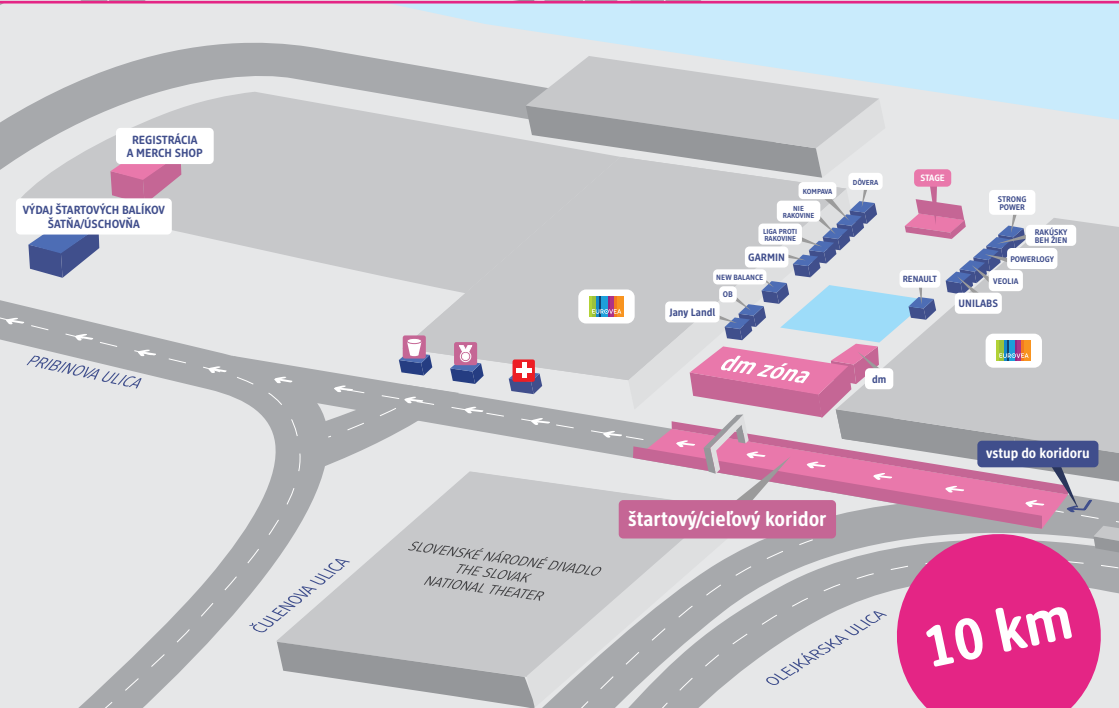 REGISTRÁCIA
A MERCH SHOP
VÝDAJ ŠTARTOVÝCH BALÍKOV
ŠATŇA/ÚSCHOVŇA
DÔVERA
KOMPAVA
NIE
RAKOVINE
LIGA PROTI
RAKOVINE
GARMIN
NEW BALANCE
OB
Jany Landl
STAGE
STRONG
POWER
RAKÚSKY
BEH ŽIEN
POWERLOGY
VEOLIA
UNILABS
RENAULT
EUROVEA
EUROVEA
dm zóna
dm
PRIBINOVA ULICA
vstup do koridoru
štartový/cieľový koridor
SLOVENSKÉ NÁRODNÉ DIVADLO
THE SLOVAK
NATIONAL THEATER
ČULENOVA ULICA
OLEJKÁRSKA ULICA
10 km